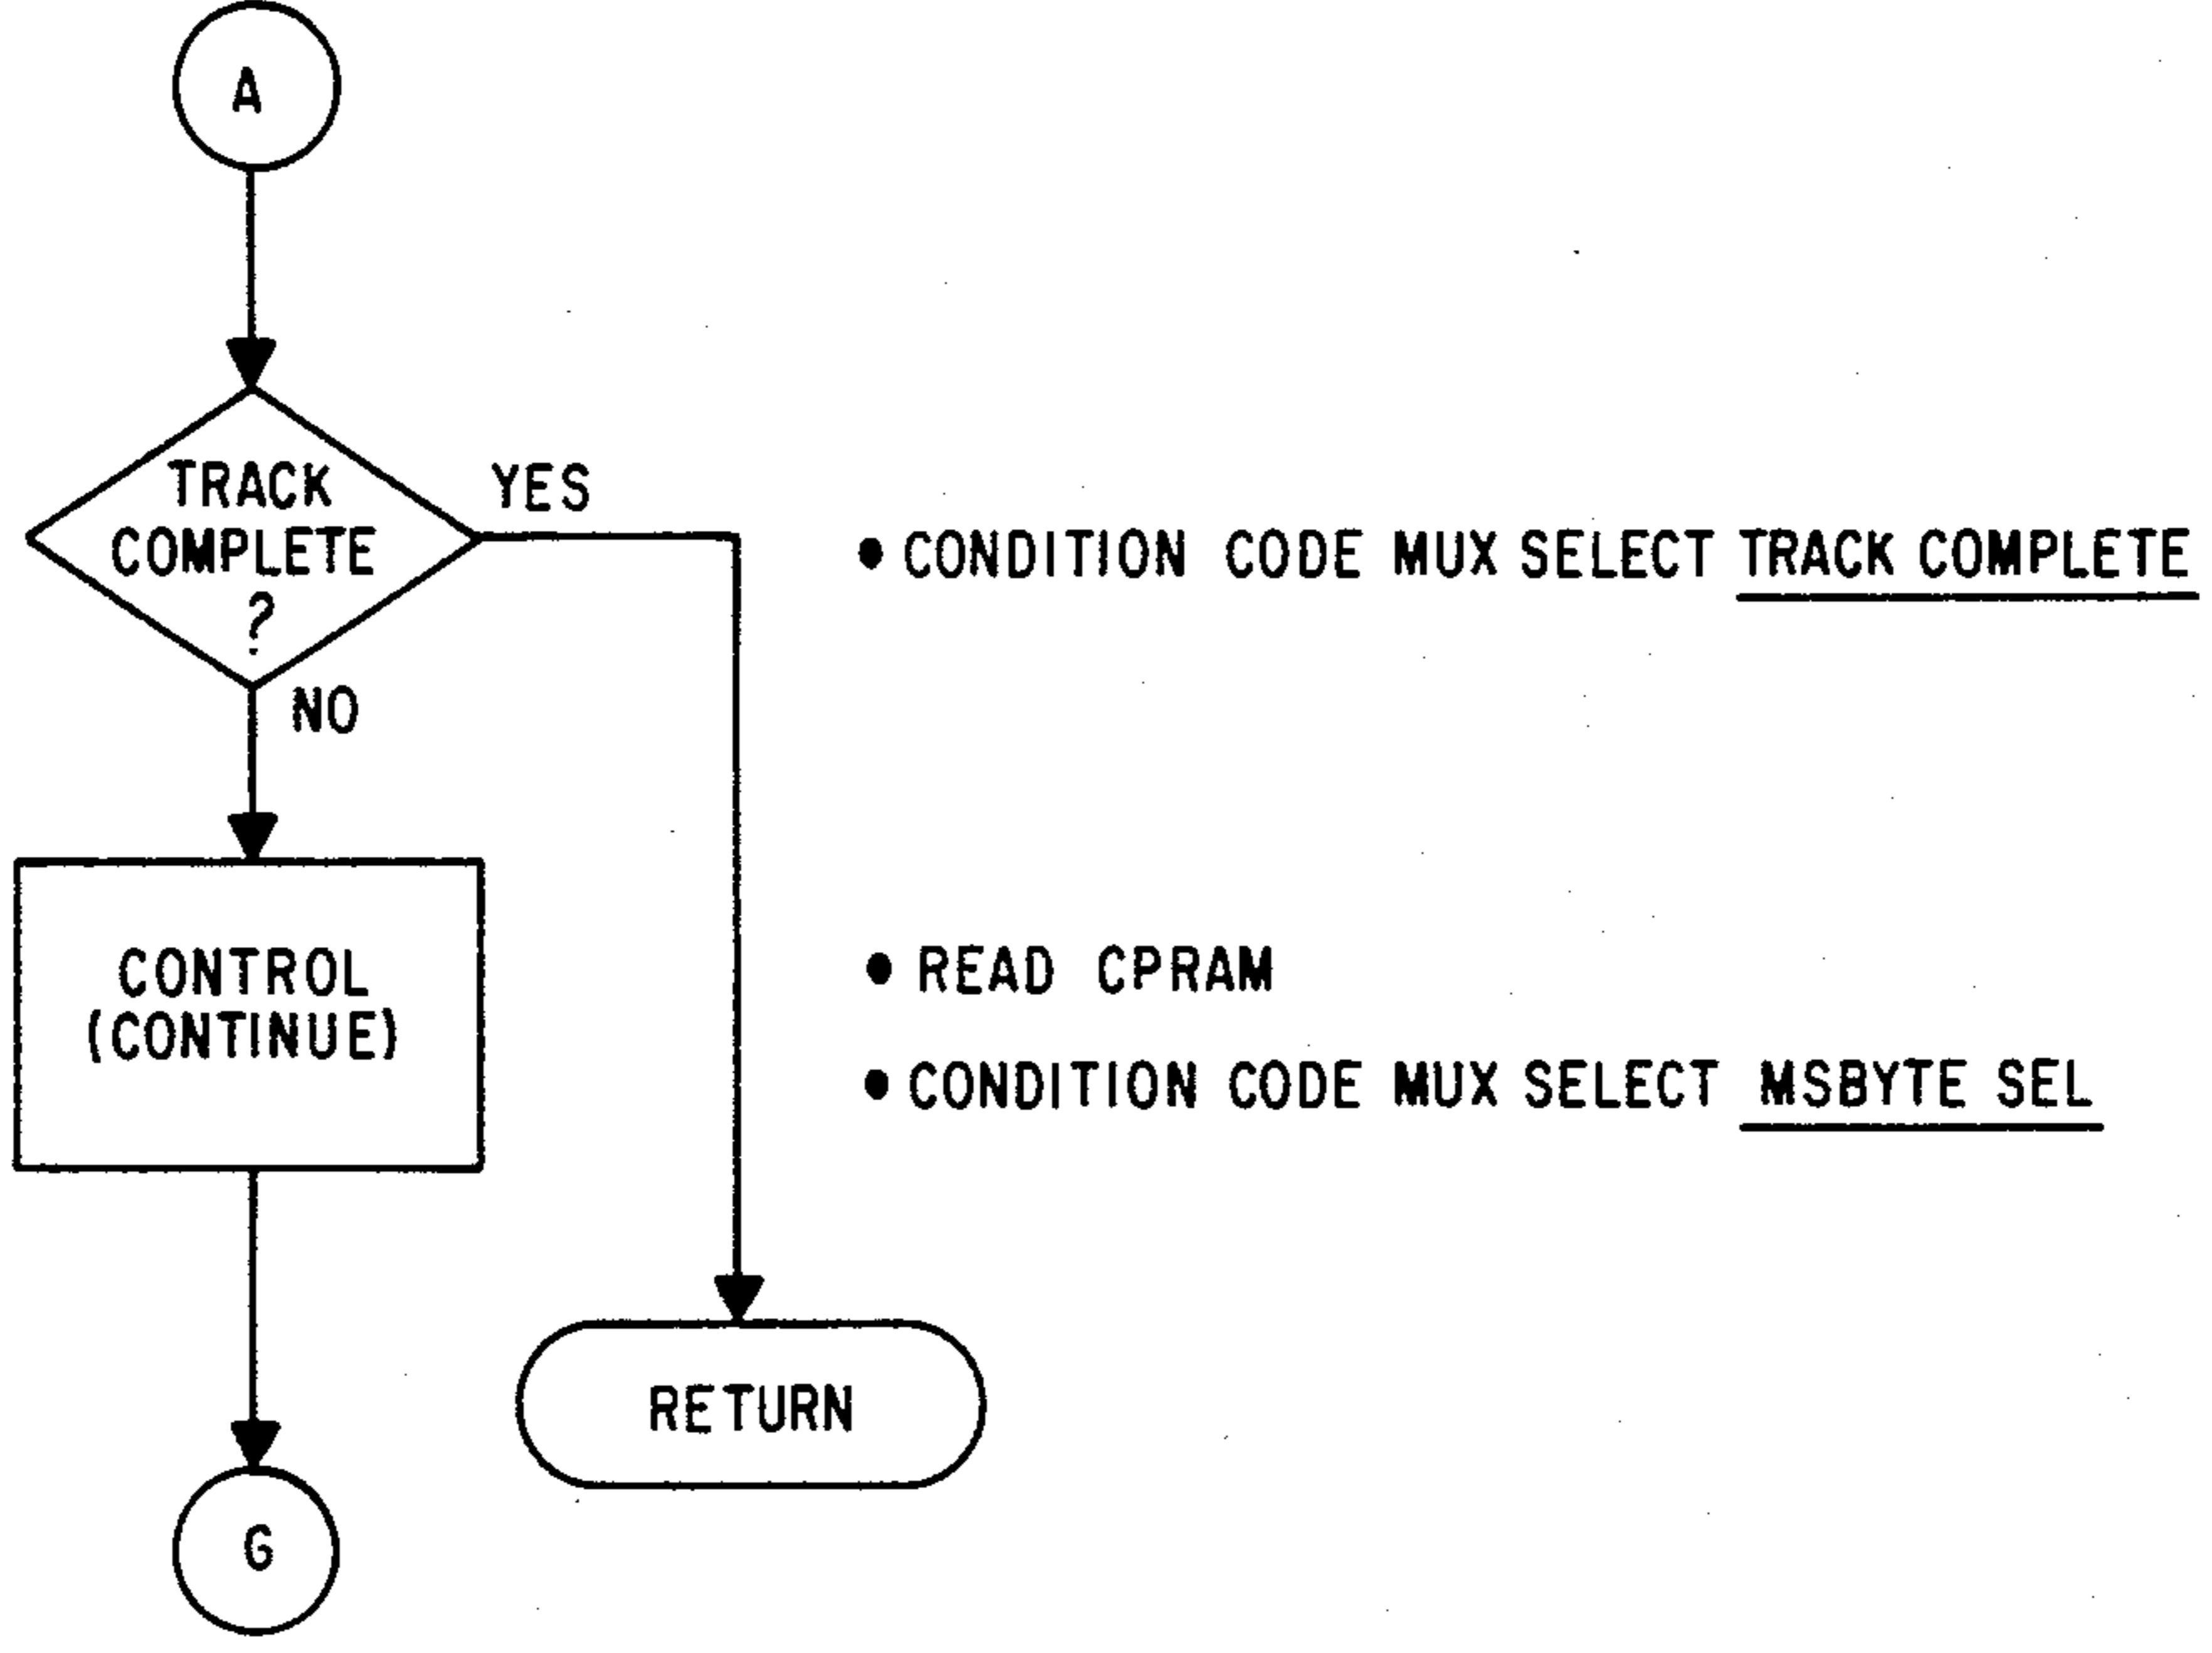 A
TRACK
COMPLETE
?
YES
• CONDITION CODE MUX SELECT TRACK COMPLETE
NO
CONTROL
(CONTINUE)
• READ CPRAM
• CONDITION CODE MUX SELECT MSBYTE SEL
RETURN
G